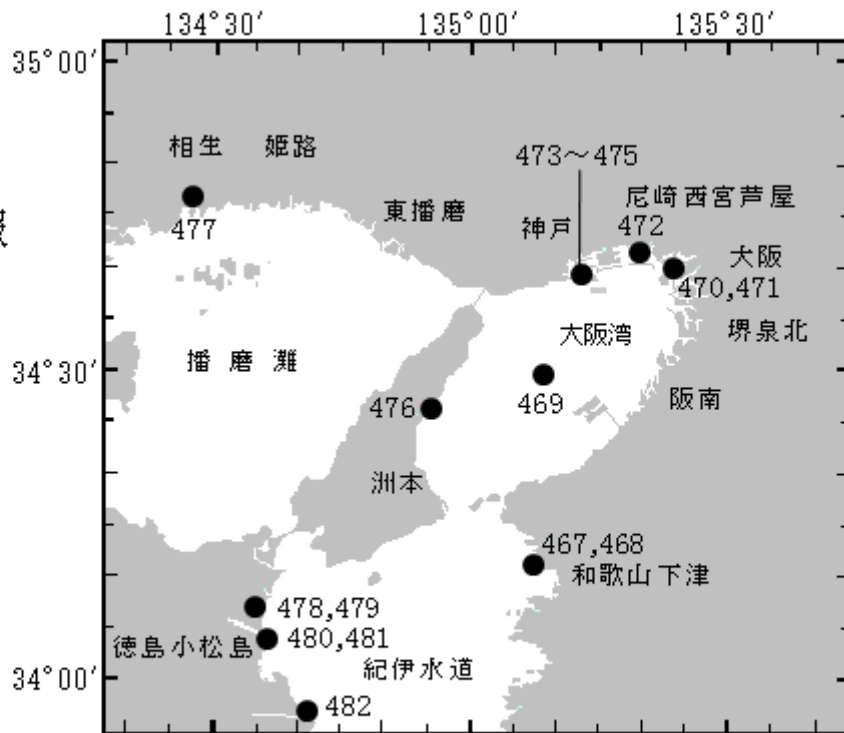 134°30′ 135°00′ 135°30′
35°00′
相生 姫路
473～475
尼崎西宮芦屋
東播磨
神戸
472
477
大阪
470,471
大阪湾
堺泉北
播磨灘
34°30′
476
469
阪南
洲本
467,468
和歌山下津
478,479
徳島小松島
480,481
紀伊水道
34°00′
482